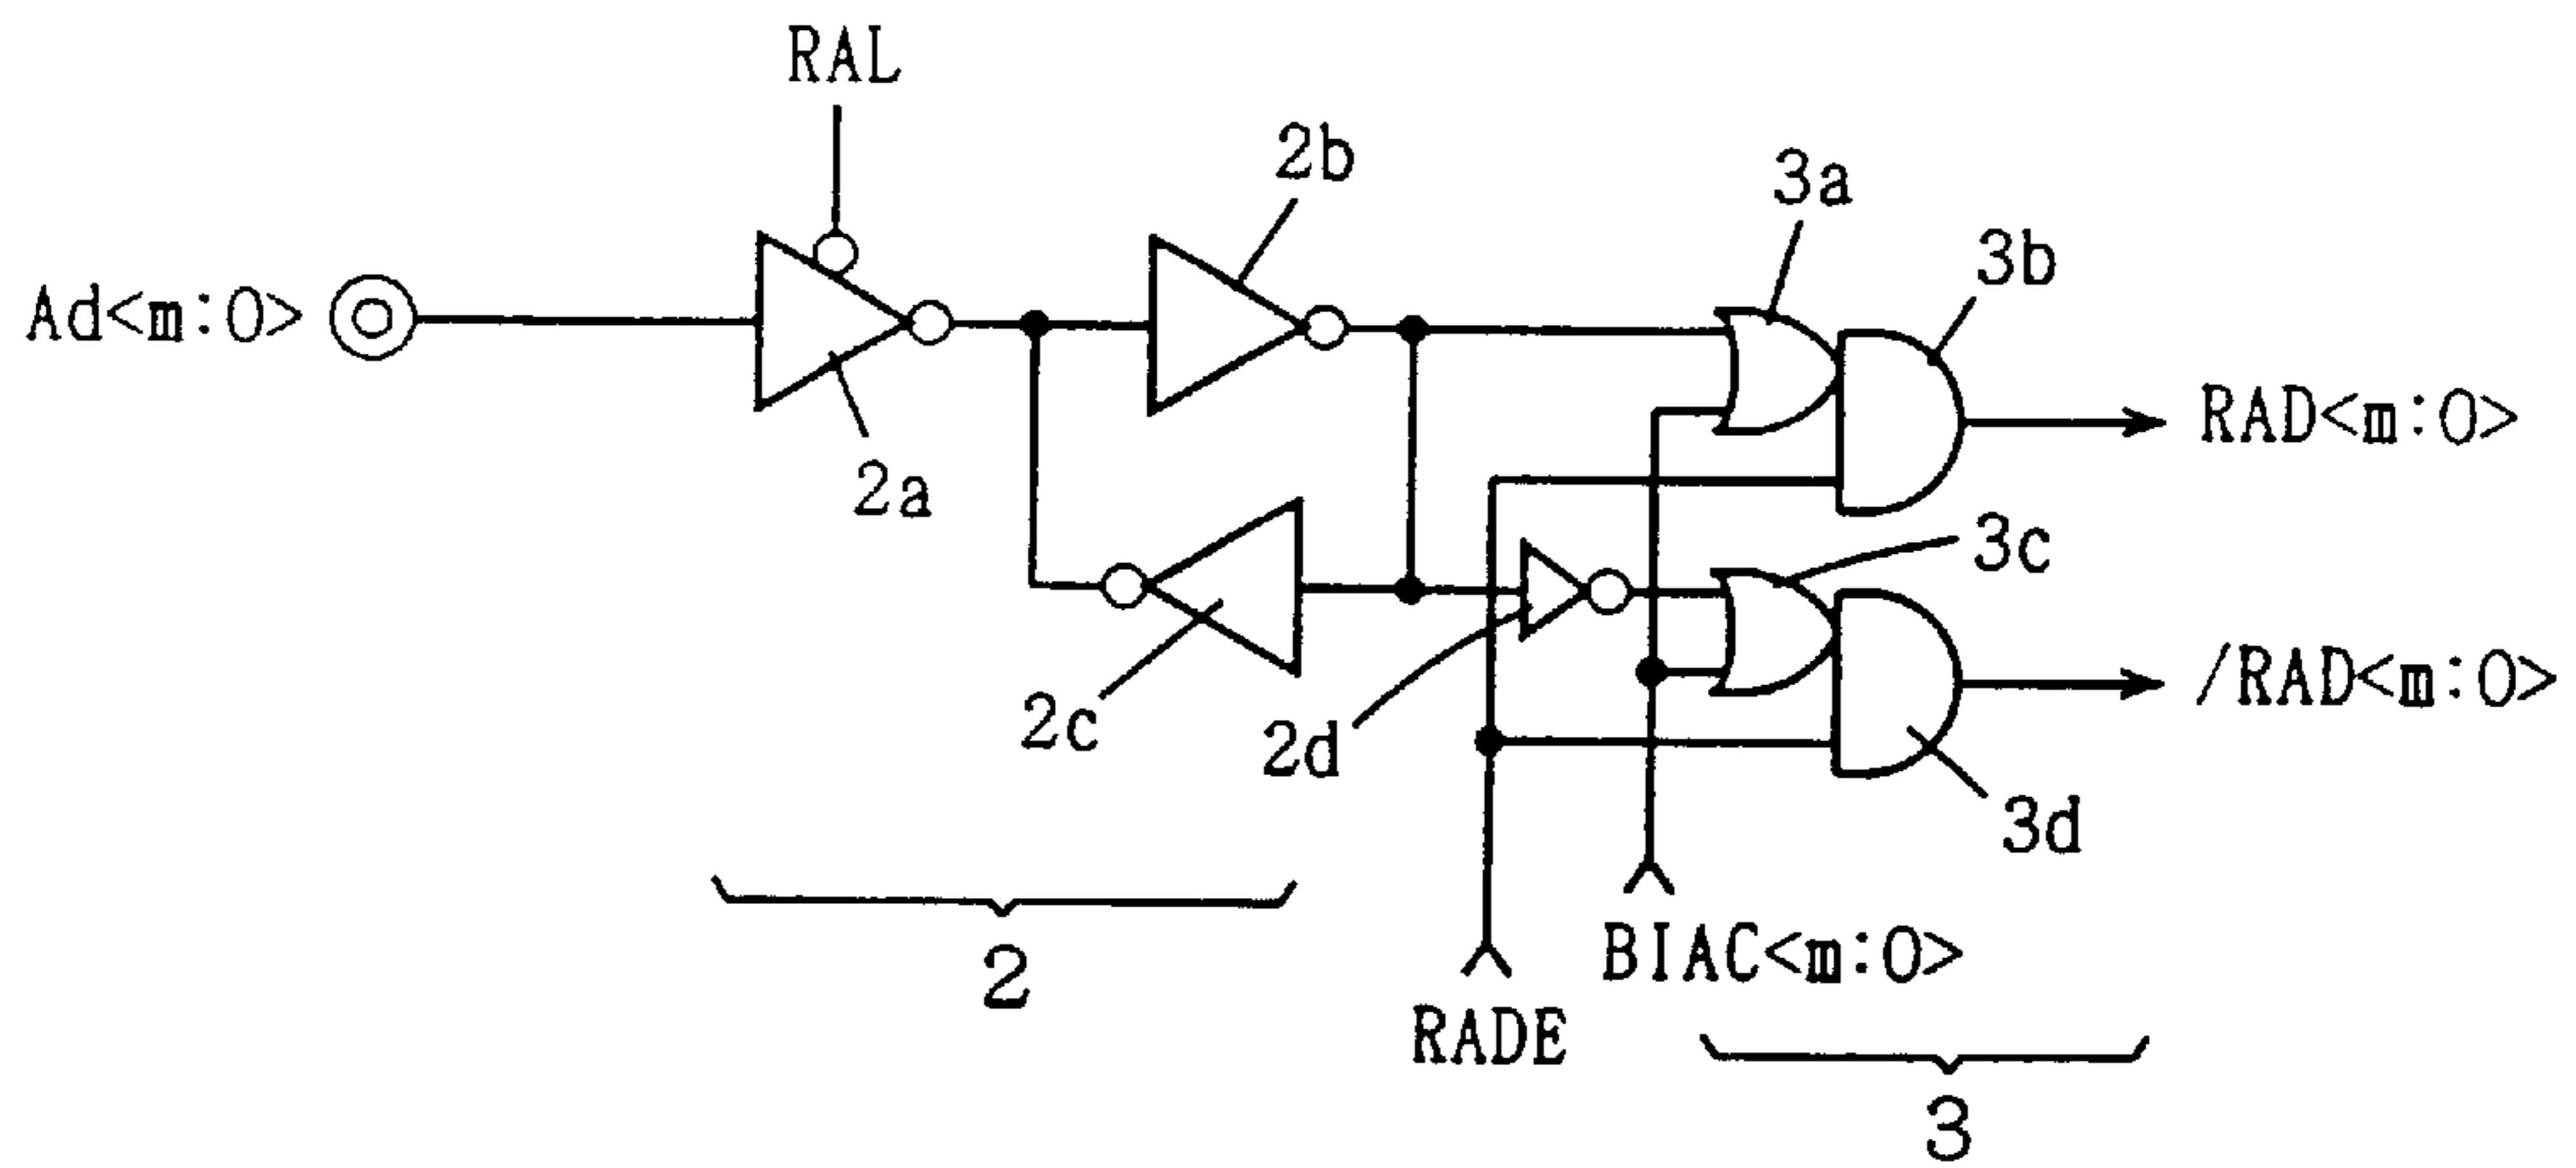 RAL
2b
3a
3b
Ad<m:0>
RAD<m:0>
2a
3c
/RAD<m:0>
2c
2d
3d
BIAC<m:0>
2
RADE
3